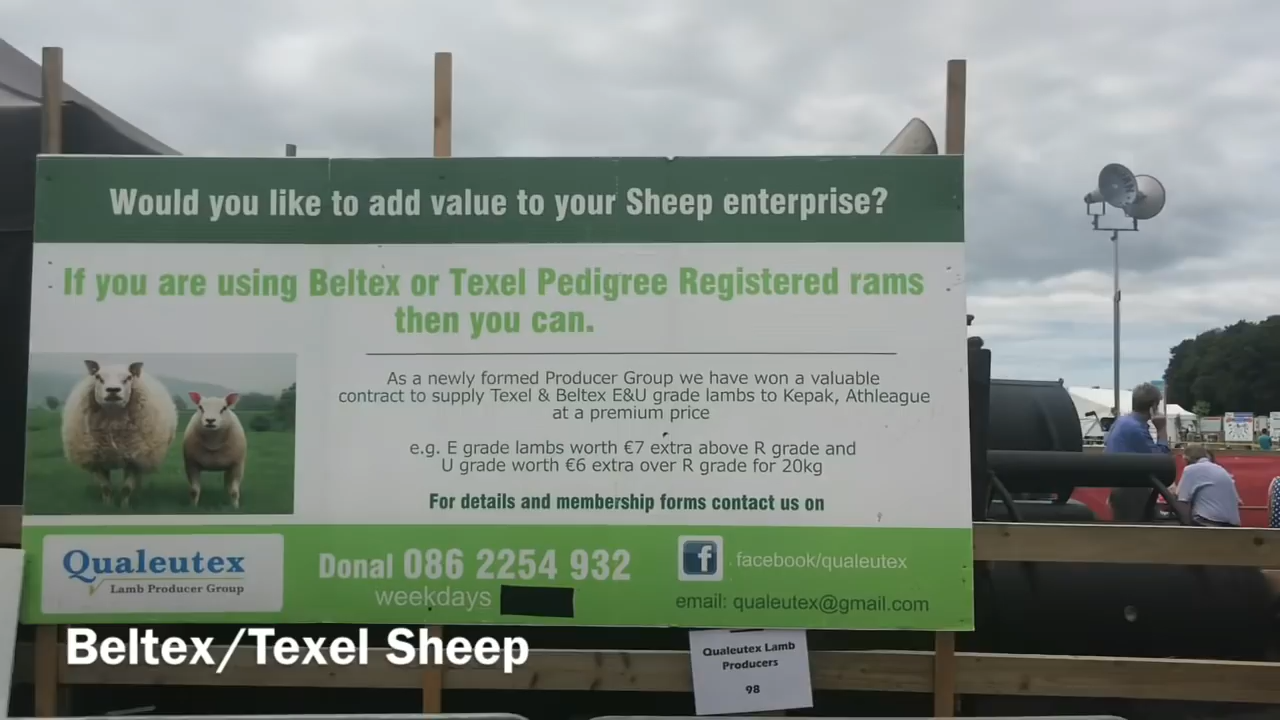 Would you like to add value to your Sheep enterprise?
If you are using Beltex or Texel Pedigree Registered rams
then you can.
As a newly formed Producer Group we have won a valuable
contract to supply Texel & Beltex E&U grade lambs to Kepak, Athleague
at a premium price
e.g. E grade lambs worth €7 extra above R grade and
U grade worth €6 extra over R grade for 20kg
For details and membership forms contact us on
Qualeutex
Lamb Producer Group
Donal 086 2254 932
weekdays
f facebook/qualeutex
email: qualeutex@gmail.com
Beltex/Texel Sheep
Qualeutex Lamb
Producers
98